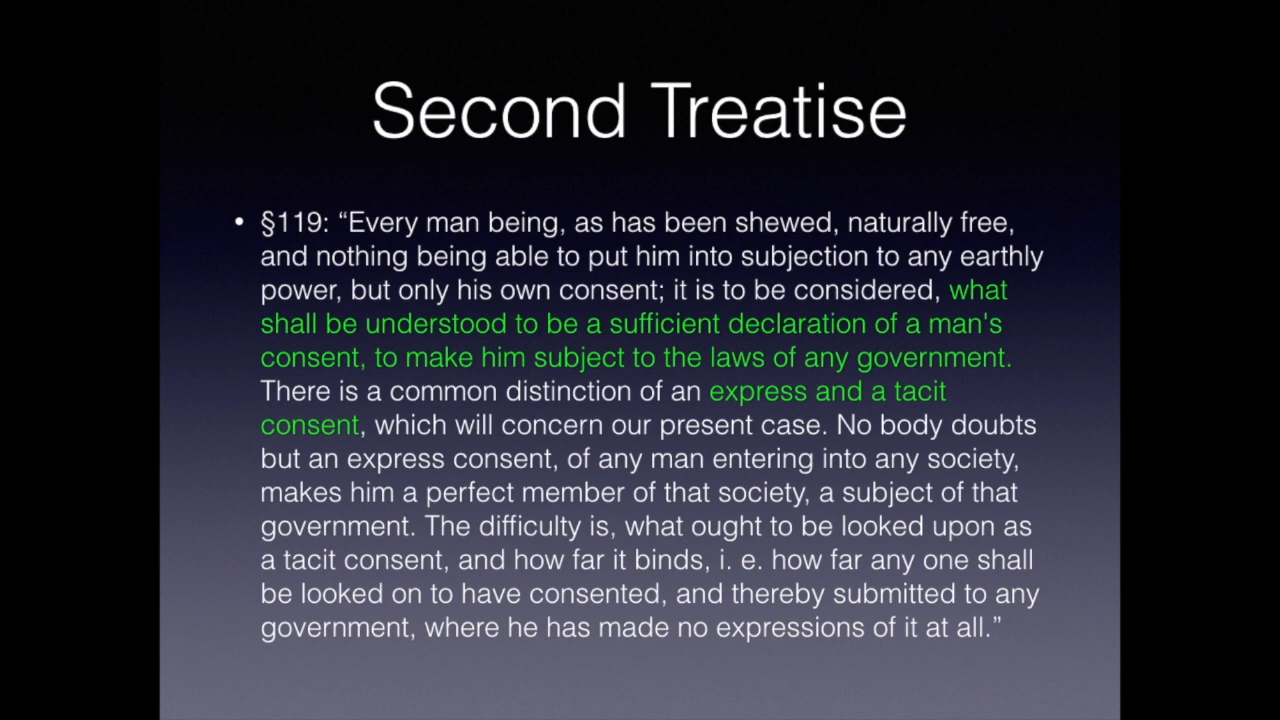 Second Treatise
• §119: “Every man being, as has been shewed, naturally free,
and nothing being able to put him into subjection to any earthly
power, but only his own consent; it is to be considered, what
shall be understood to be a sufficient declaration of a man's
consent, to make him subject to the laws of any government.
There is a common distinction of an express and a tacit
consent, which will concern our present case. No body doubts
but an express consent, of any man entering into any society,
makes him a perfect member of that society, a subject of that
government. The difficulty is, what ought to be looked upon as
a tacit consent, and how far it binds, i. e. how far any one shall
be looked on to have consented, and thereby submitted to any
government, where he has made no expressions of it at all.”